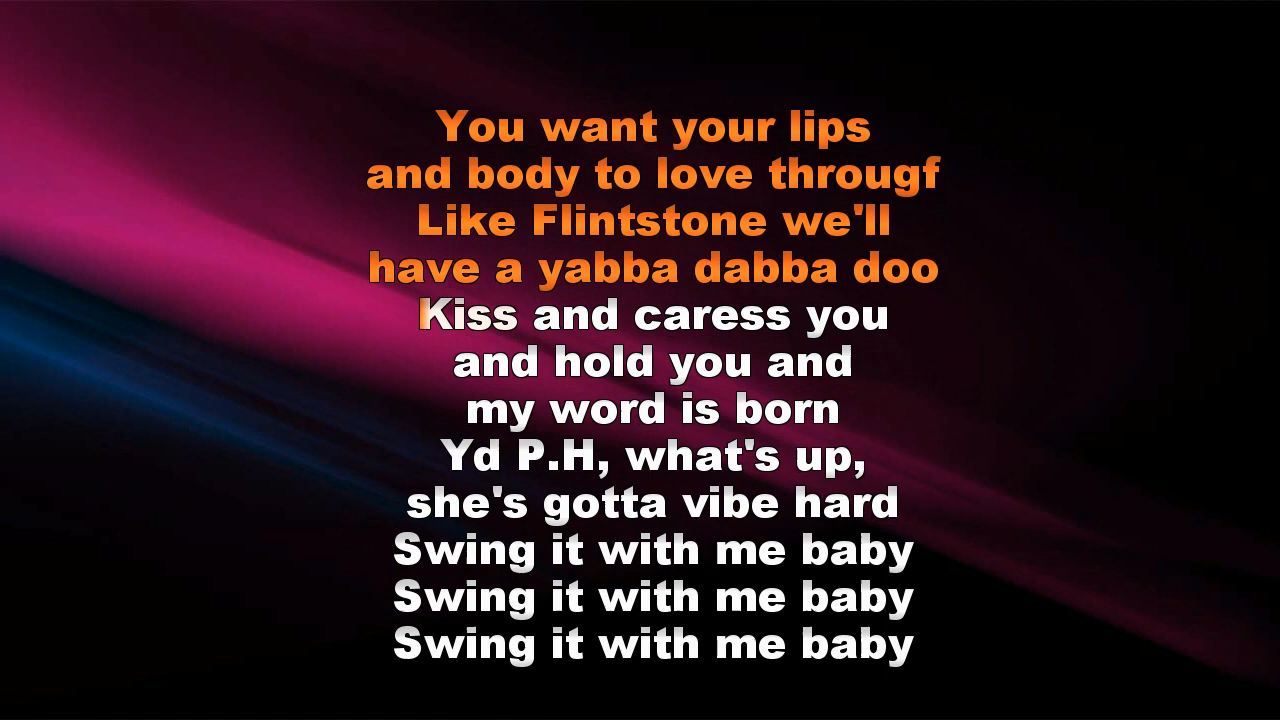 You want your lips
and body to love througf
Like Flintstone we'll
have a yabba dabba doo
Kiss and caress you
and hold you and
my word is born
Yd P.H, what's up,
she's gotta vibe hard
Swing it with me baby
Swing it with me baby
Swing it with me baby